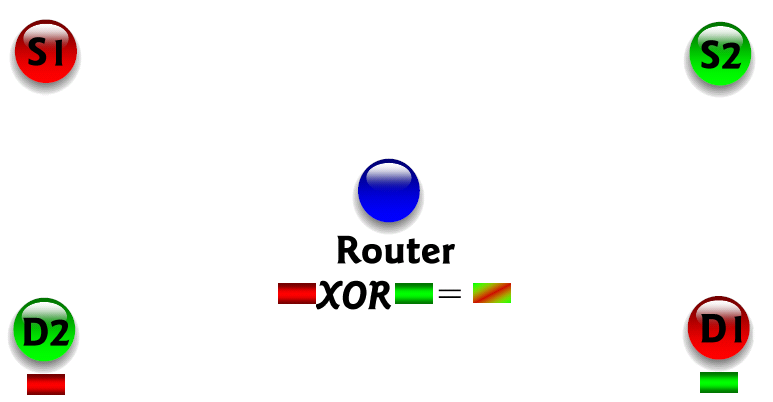 S1
S2
Router
XOR =
D2
D1